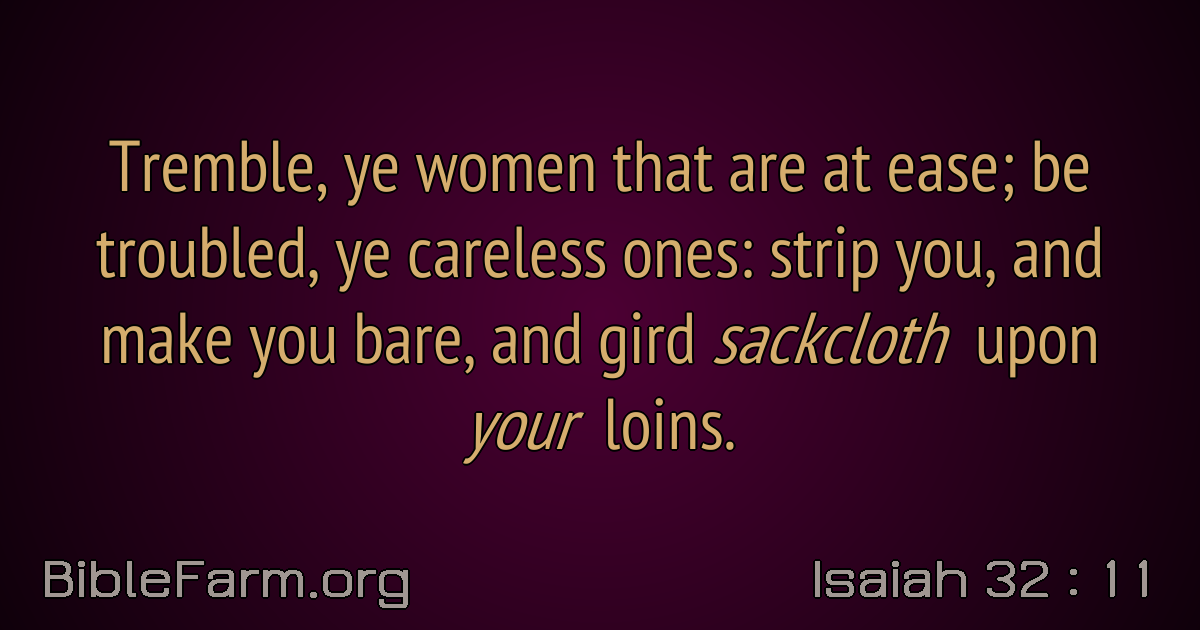 Tremble, ye women that are at ease; be
troubled, ye careless ones: strip you, and
make you bare, and gird sackcloth upon
your loins.
BibleFarm.org
Isaiah 32 : 11